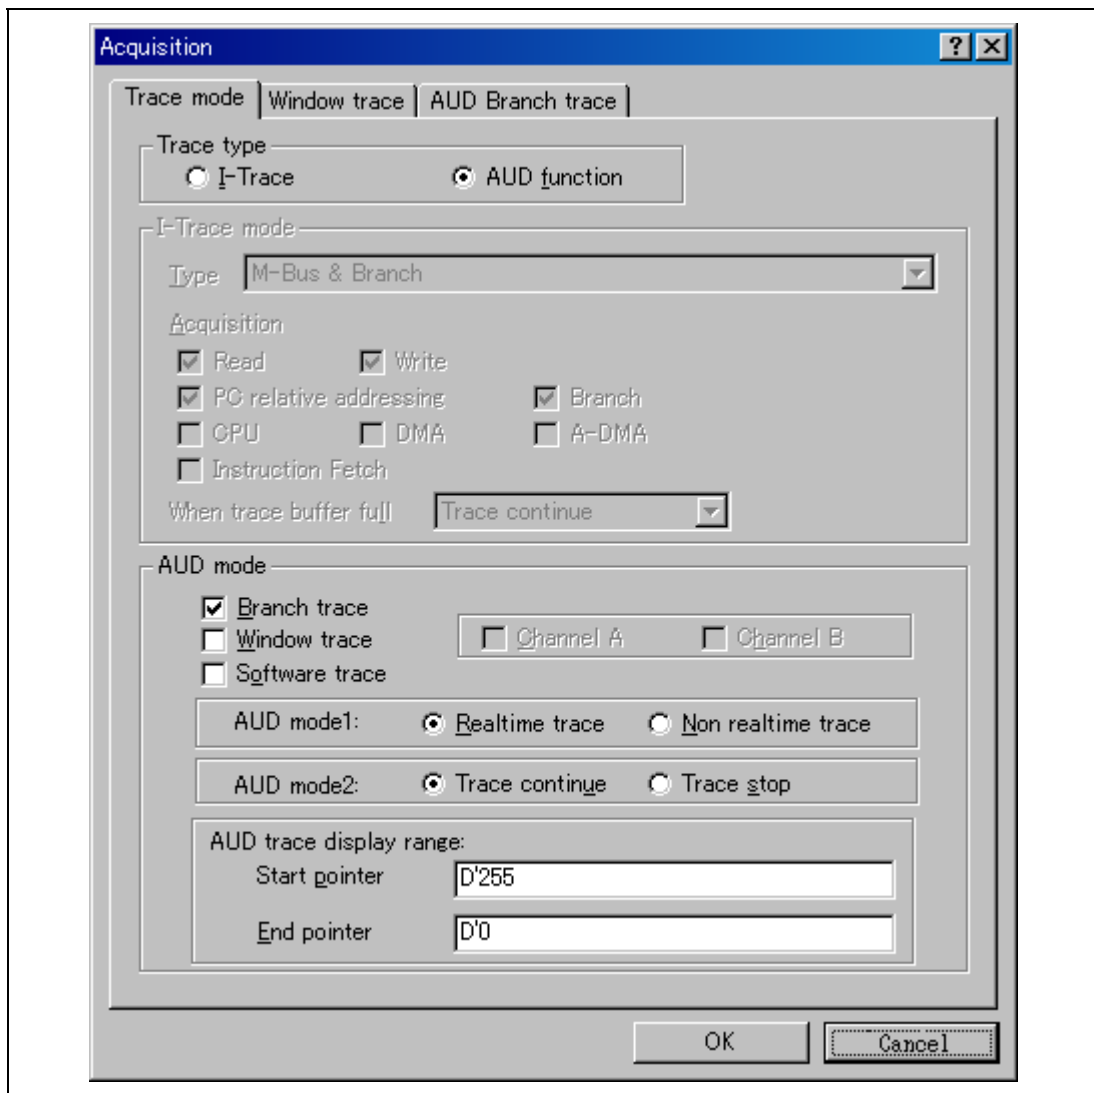 Acquisition
Trace mode Window trace AUD Branch trace
Trace type
I-Trace AUD function
I-Trace mode
Type M-Bus & Branch
Acquisition
Read Write
PC relative addressing Branch
CPU DMA A-DMA
Instruction Fetch
When trace buffer full Trace continue
AUD mode
Branch trace
Window trace Channel A Channel B
Software trace
AUD mode1: Realtime trace Non realtime trace
AUD mode2: Trace continue Trace stop
AUD trace display range:
Start pointer D'255
End pointer D'0
OK Cancel